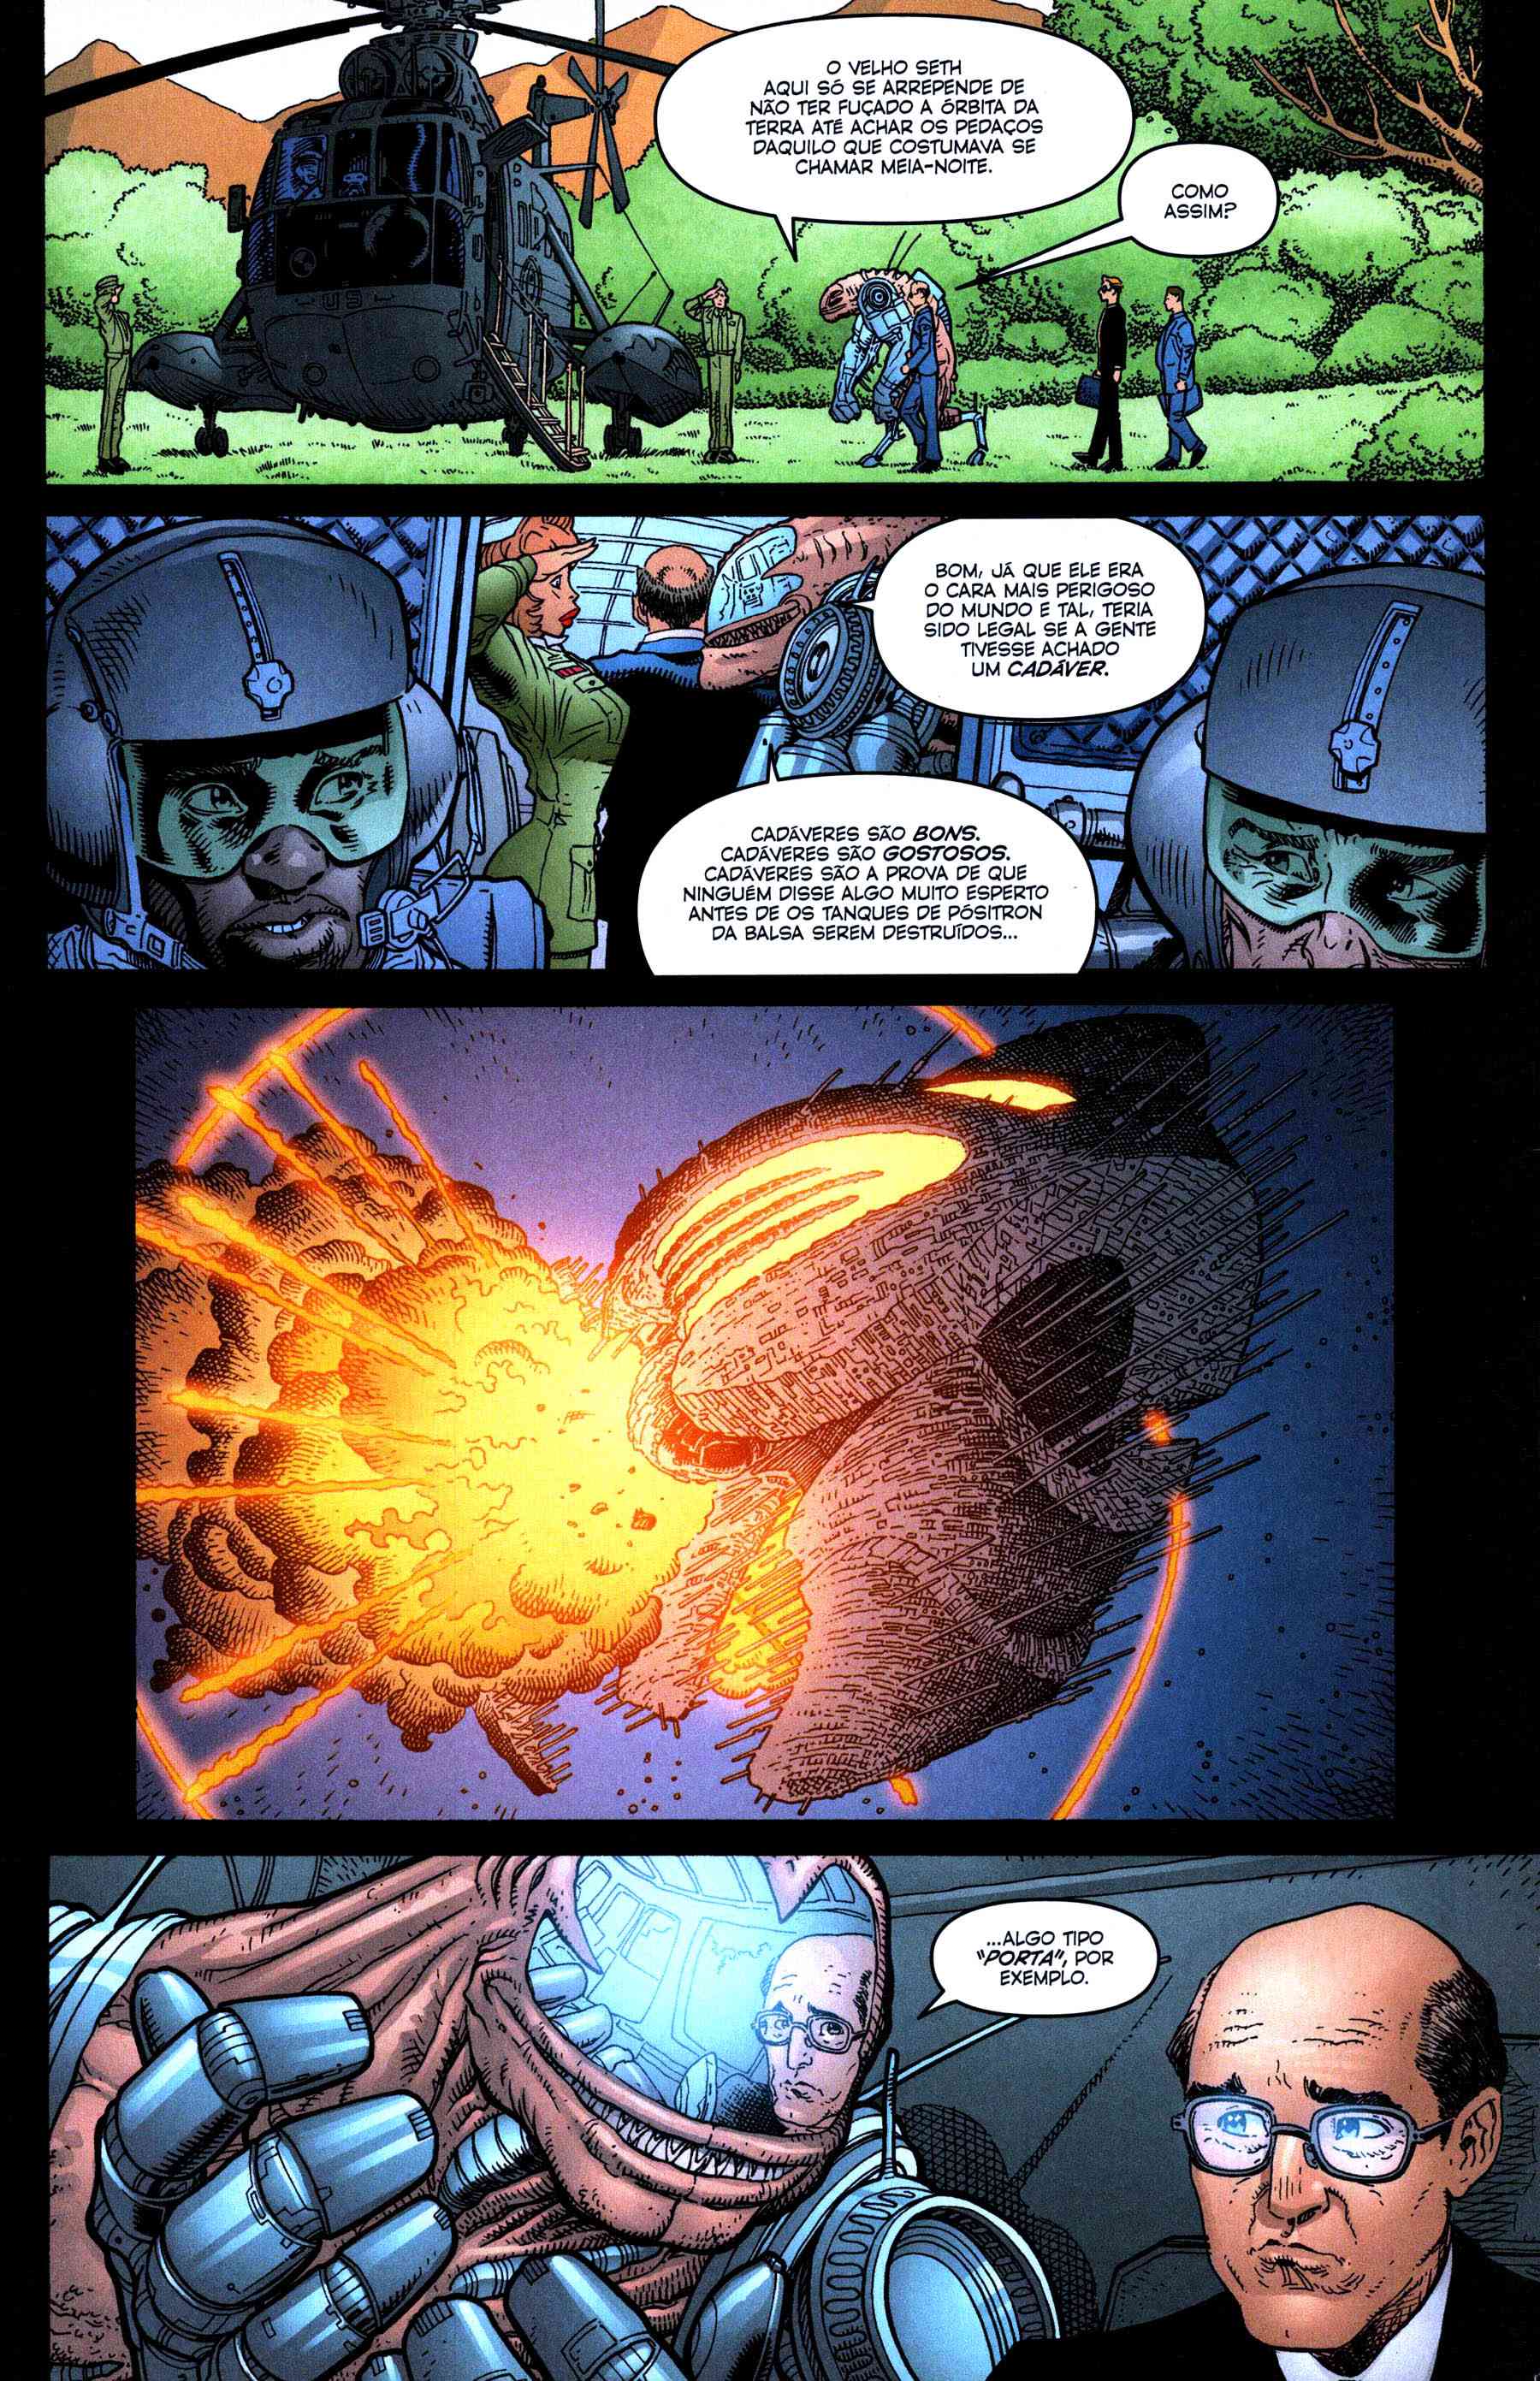 O VELHO SETH
AQUI SÓ SE ARREPENDE DE
NÃO TER FUÇADO A ÓRBITA DA
TERRA ATÉ ACHAR OS PEDAÇOS
DAQUILO QUE COSTUMAVA SE
CHAMAR MEIA-NOITE.
COMO
ASSIM?
US
BOM, JÁ QUE ELE ERA
O CARA MAIS PERIGOSO
DO MUNDO E TAL, TERIA
SIDO LEGAL SE A GENTE
TIVESSE ACHADO
UM CADÁVER.
CADÁVERES SÃO BONS.
CADÁVERES SÃO GOSTOSOS.
CADÁVERES SÃO A PROVA DE QUE
NINGUÉM DISSE ALGO MUITO ESPERTO
ANTES DE OS TANQUES DE PÓSITRON
DA BALSA SEREM DESTRUÍDOS...
...ALGO TIPO
"PORTA", POR
EXEMPLO.